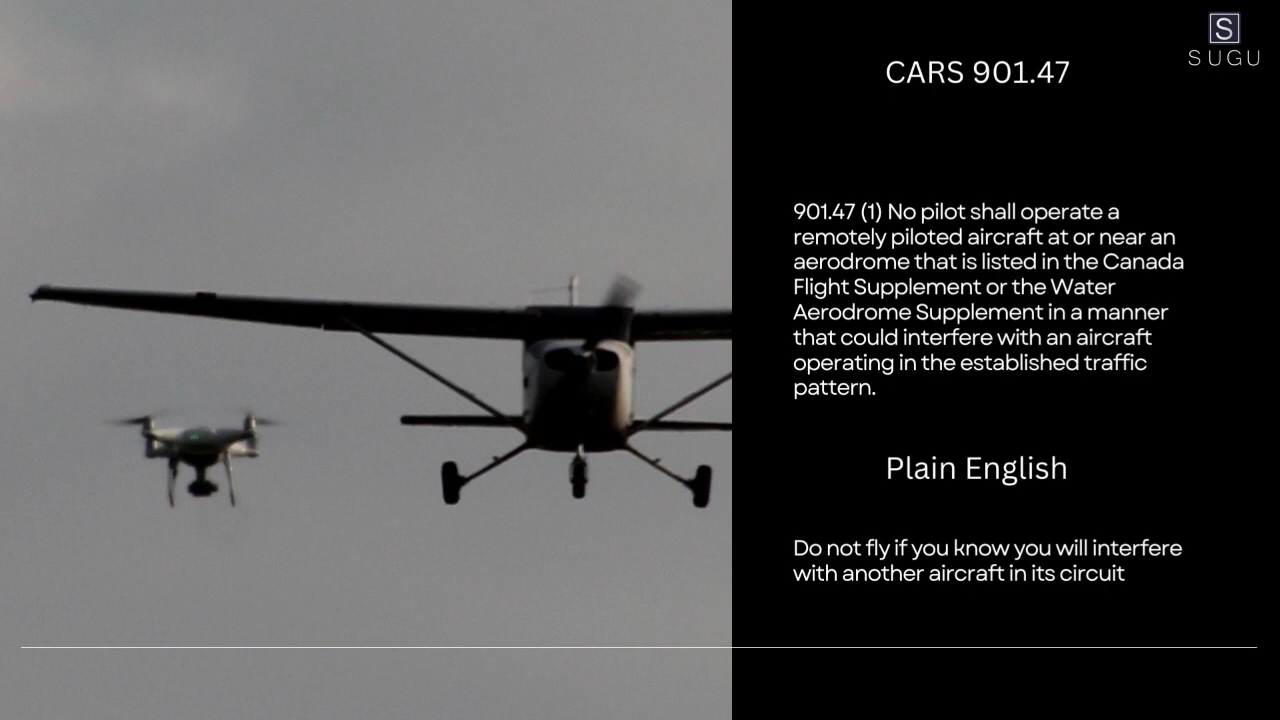 S
SUGU
CARS 901.47
901.47 (1) No pilot shall operate a
remotely piloted aircraft at or near an
aerodrome that is listed in the Canada
Flight Supplement or the Water
Aerodrome Supplement in a manner
that could interfere with an aircraft
operating in the established traffic
pattern.
Plain English
Do not fly if you know you will interfere
with another aircraft in its circuit